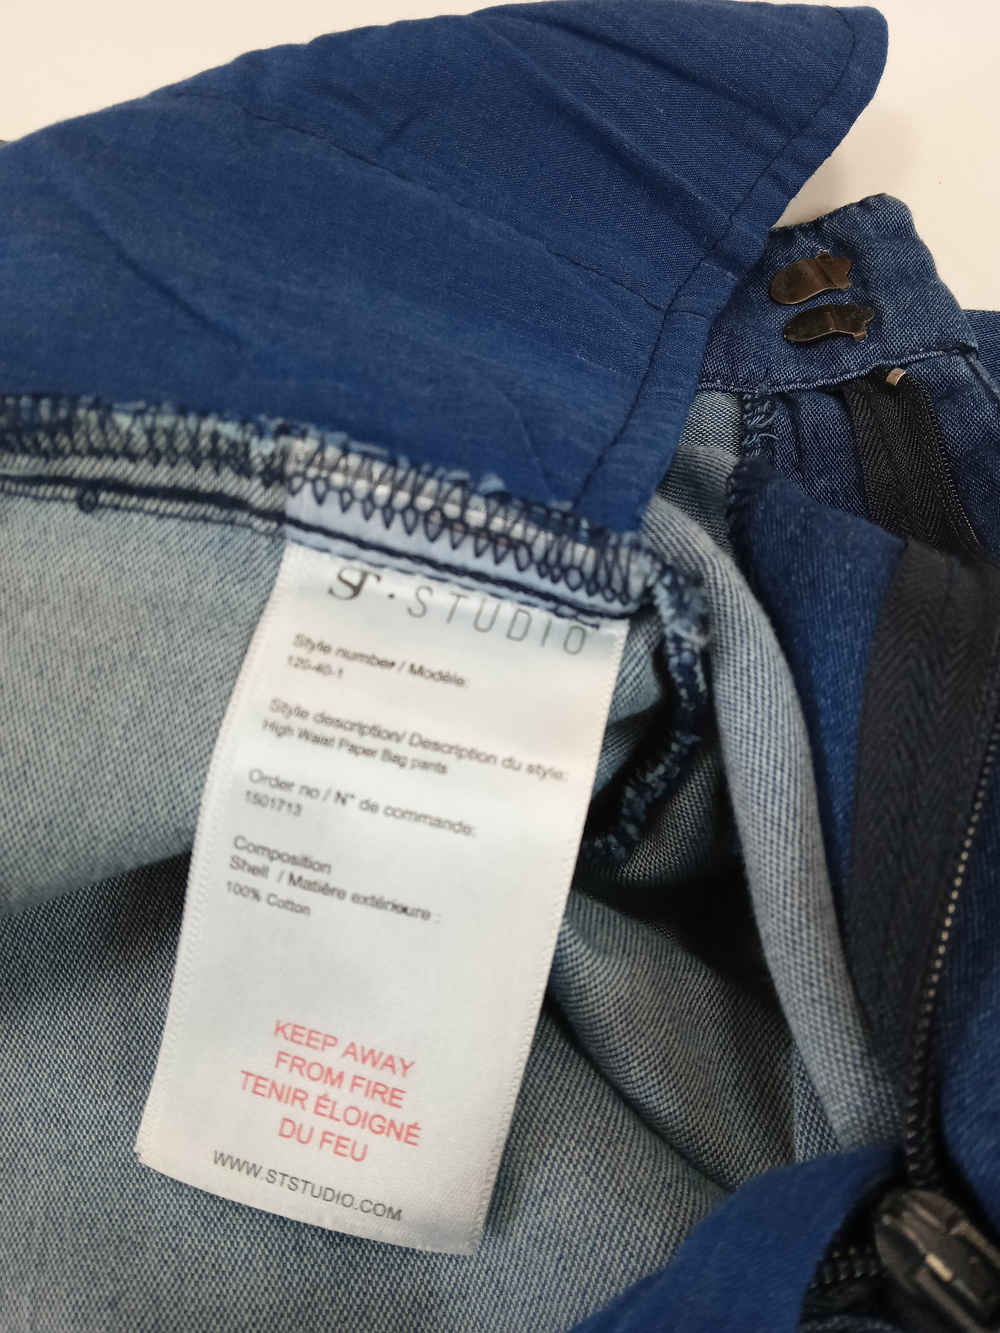 ST. STUDIO
Style number / Modèle:
120-40-1
Style description/ Description du style:
High Waist Paper Bag pants
Order no / N° de commande:
1501713
Composition
Shell / Matière extérieure :
100% Cotton
KEEP AWAY
FROM FIRE
TENIR ÉLOIGNÉ
DU FEU
WWW.STSTUDIO.COM